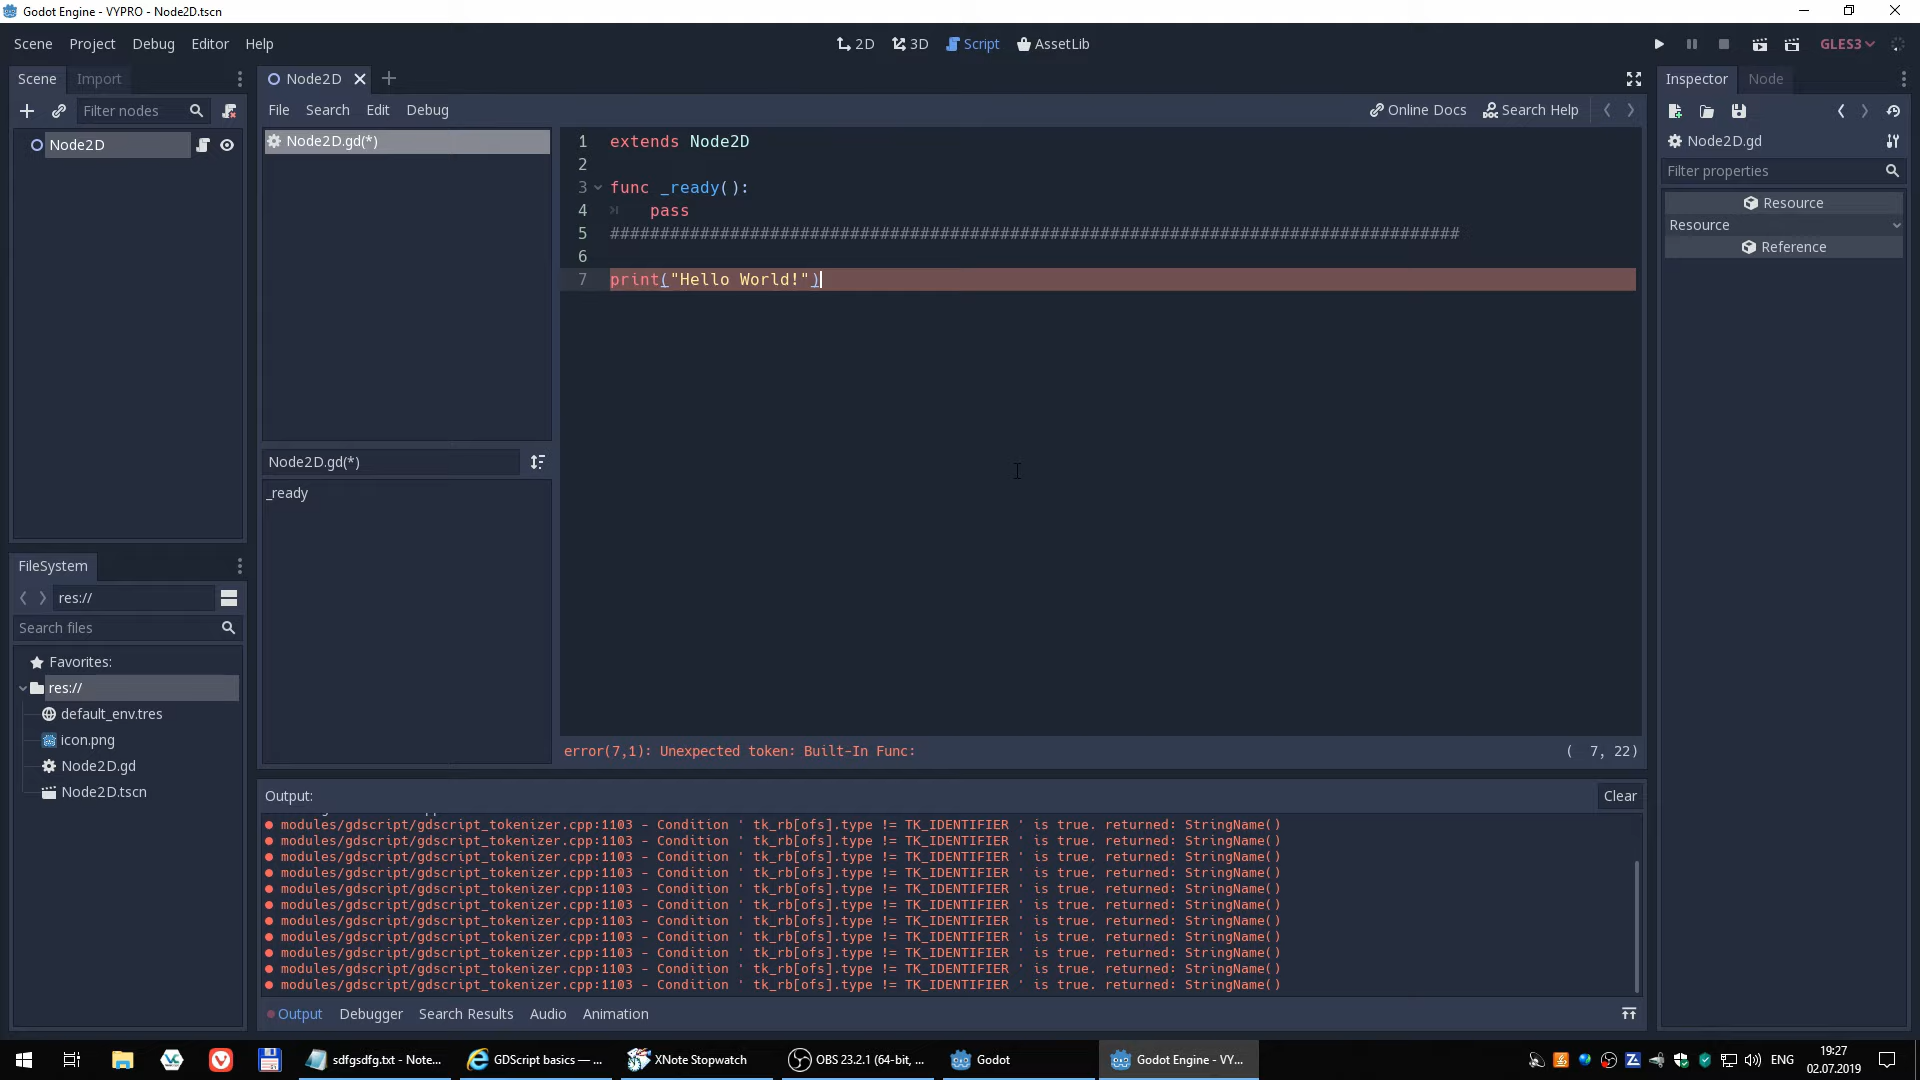 Godot Engine - VYPRO - Node2D.tscn
Scene Project Debug Editor Help
2D 3D Script AssetLib
GLES3
Scene Import
Filter nodes
Node2D
Node2D
File Search Edit Debug
Online Docs Search Help
Node2D.gd(*)
Node2D.gd(*)
_ready
1 extends Node2D
2
3 func _ready():
4 pass
5 #####################################################################################
6
7 print("Hello World!")
error(7,1): Unexpected token: Built-In Func:
( 7, 22)
Inspector Node
Node2D.gd
Filter properties
Resource
Resource
Reference
FileSystem
res://
Search files
Favorites:
res://
default_env.tres
icon.png
Node2D.gd
Node2D.tscn
Output:
Clear
modules/gdscript/gdscript_tokenizer.cpp:1103 - Condition ' tk_rb[ofs].type != TK_IDENTIFIER ' is true. returned: StringName()
modules/gdscript/gdscript_tokenizer.cpp:1103 - Condition ' tk_rb[ofs].type != TK_IDENTIFIER ' is true. returned: StringName()
modules/gdscript/gdscript_tokenizer.cpp:1103 - Condition ' tk_rb[ofs].type != TK_IDENTIFIER ' is true. returned: StringName()
modules/gdscript/gdscript_tokenizer.cpp:1103 - Condition ' tk_rb[ofs].type != TK_IDENTIFIER ' is true. returned: StringName()
modules/gdscript/gdscript_tokenizer.cpp:1103 - Condition ' tk_rb[ofs].type != TK_IDENTIFIER ' is true. returned: StringName()
modules/gdscript/gdscript_tokenizer.cpp:1103 - Condition ' tk_rb[ofs].type != TK_IDENTIFIER ' is true. returned: StringName()
modules/gdscript/gdscript_tokenizer.cpp:1103 - Condition ' tk_rb[ofs].type != TK_IDENTIFIER ' is true. returned: StringName()
modules/gdscript/gdscript_tokenizer.cpp:1103 - Condition ' tk_rb[ofs].type != TK_IDENTIFIER ' is true. returned: StringName()
modules/gdscript/gdscript_tokenizer.cpp:1103 - Condition ' tk_rb[ofs].type != TK_IDENTIFIER ' is true. returned: StringName()
modules/gdscript/gdscript_tokenizer.cpp:1103 - Condition ' tk_rb[ofs].type != TK_IDENTIFIER ' is true. returned: StringName()
modules/gdscript/gdscript_tokenizer.cpp:1103 - Condition ' tk_rb[ofs].type != TK_IDENTIFIER ' is true. returned: StringName()
Output Debugger Search Results Audio Animation
sdfgsdfg.txt - Note...
GDScript basics — ...
XNote Stopwatch
OBS 23.2.1 (64-bit, ...
Godot
Godot Engine - VY...
ENG
19:27
02.07.2019